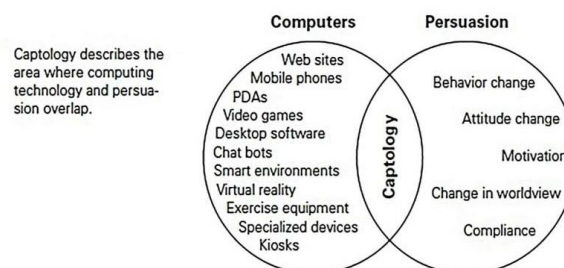 Computers
Persuasion
Captology describes the
area where computing
technology and persua-
sion overlap.
Web sites
Mobile phones
PDAs
Video games
Desktop software
Chat bots
Smart environments
Virtual reality
Exercise equipment
Specialized devices
Kiosks
Captology
Behavior change
Attitude change
Motivation
Change in worldview
Compliance